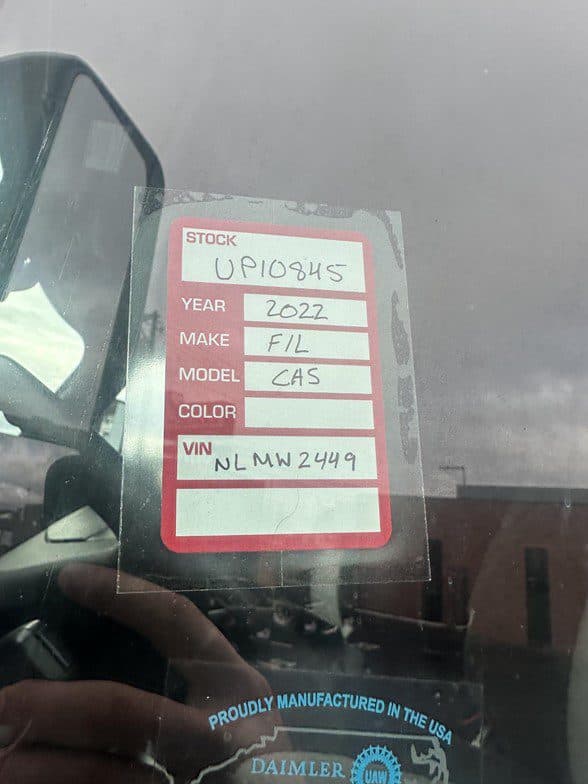 STOCK
UP10845
YEAR 2022
MAKE F/L
MODEL CAS
COLOR
VIN
NLMW2449
PROUDLY MANUFACTURED IN THE USA
DAIMLER UAW